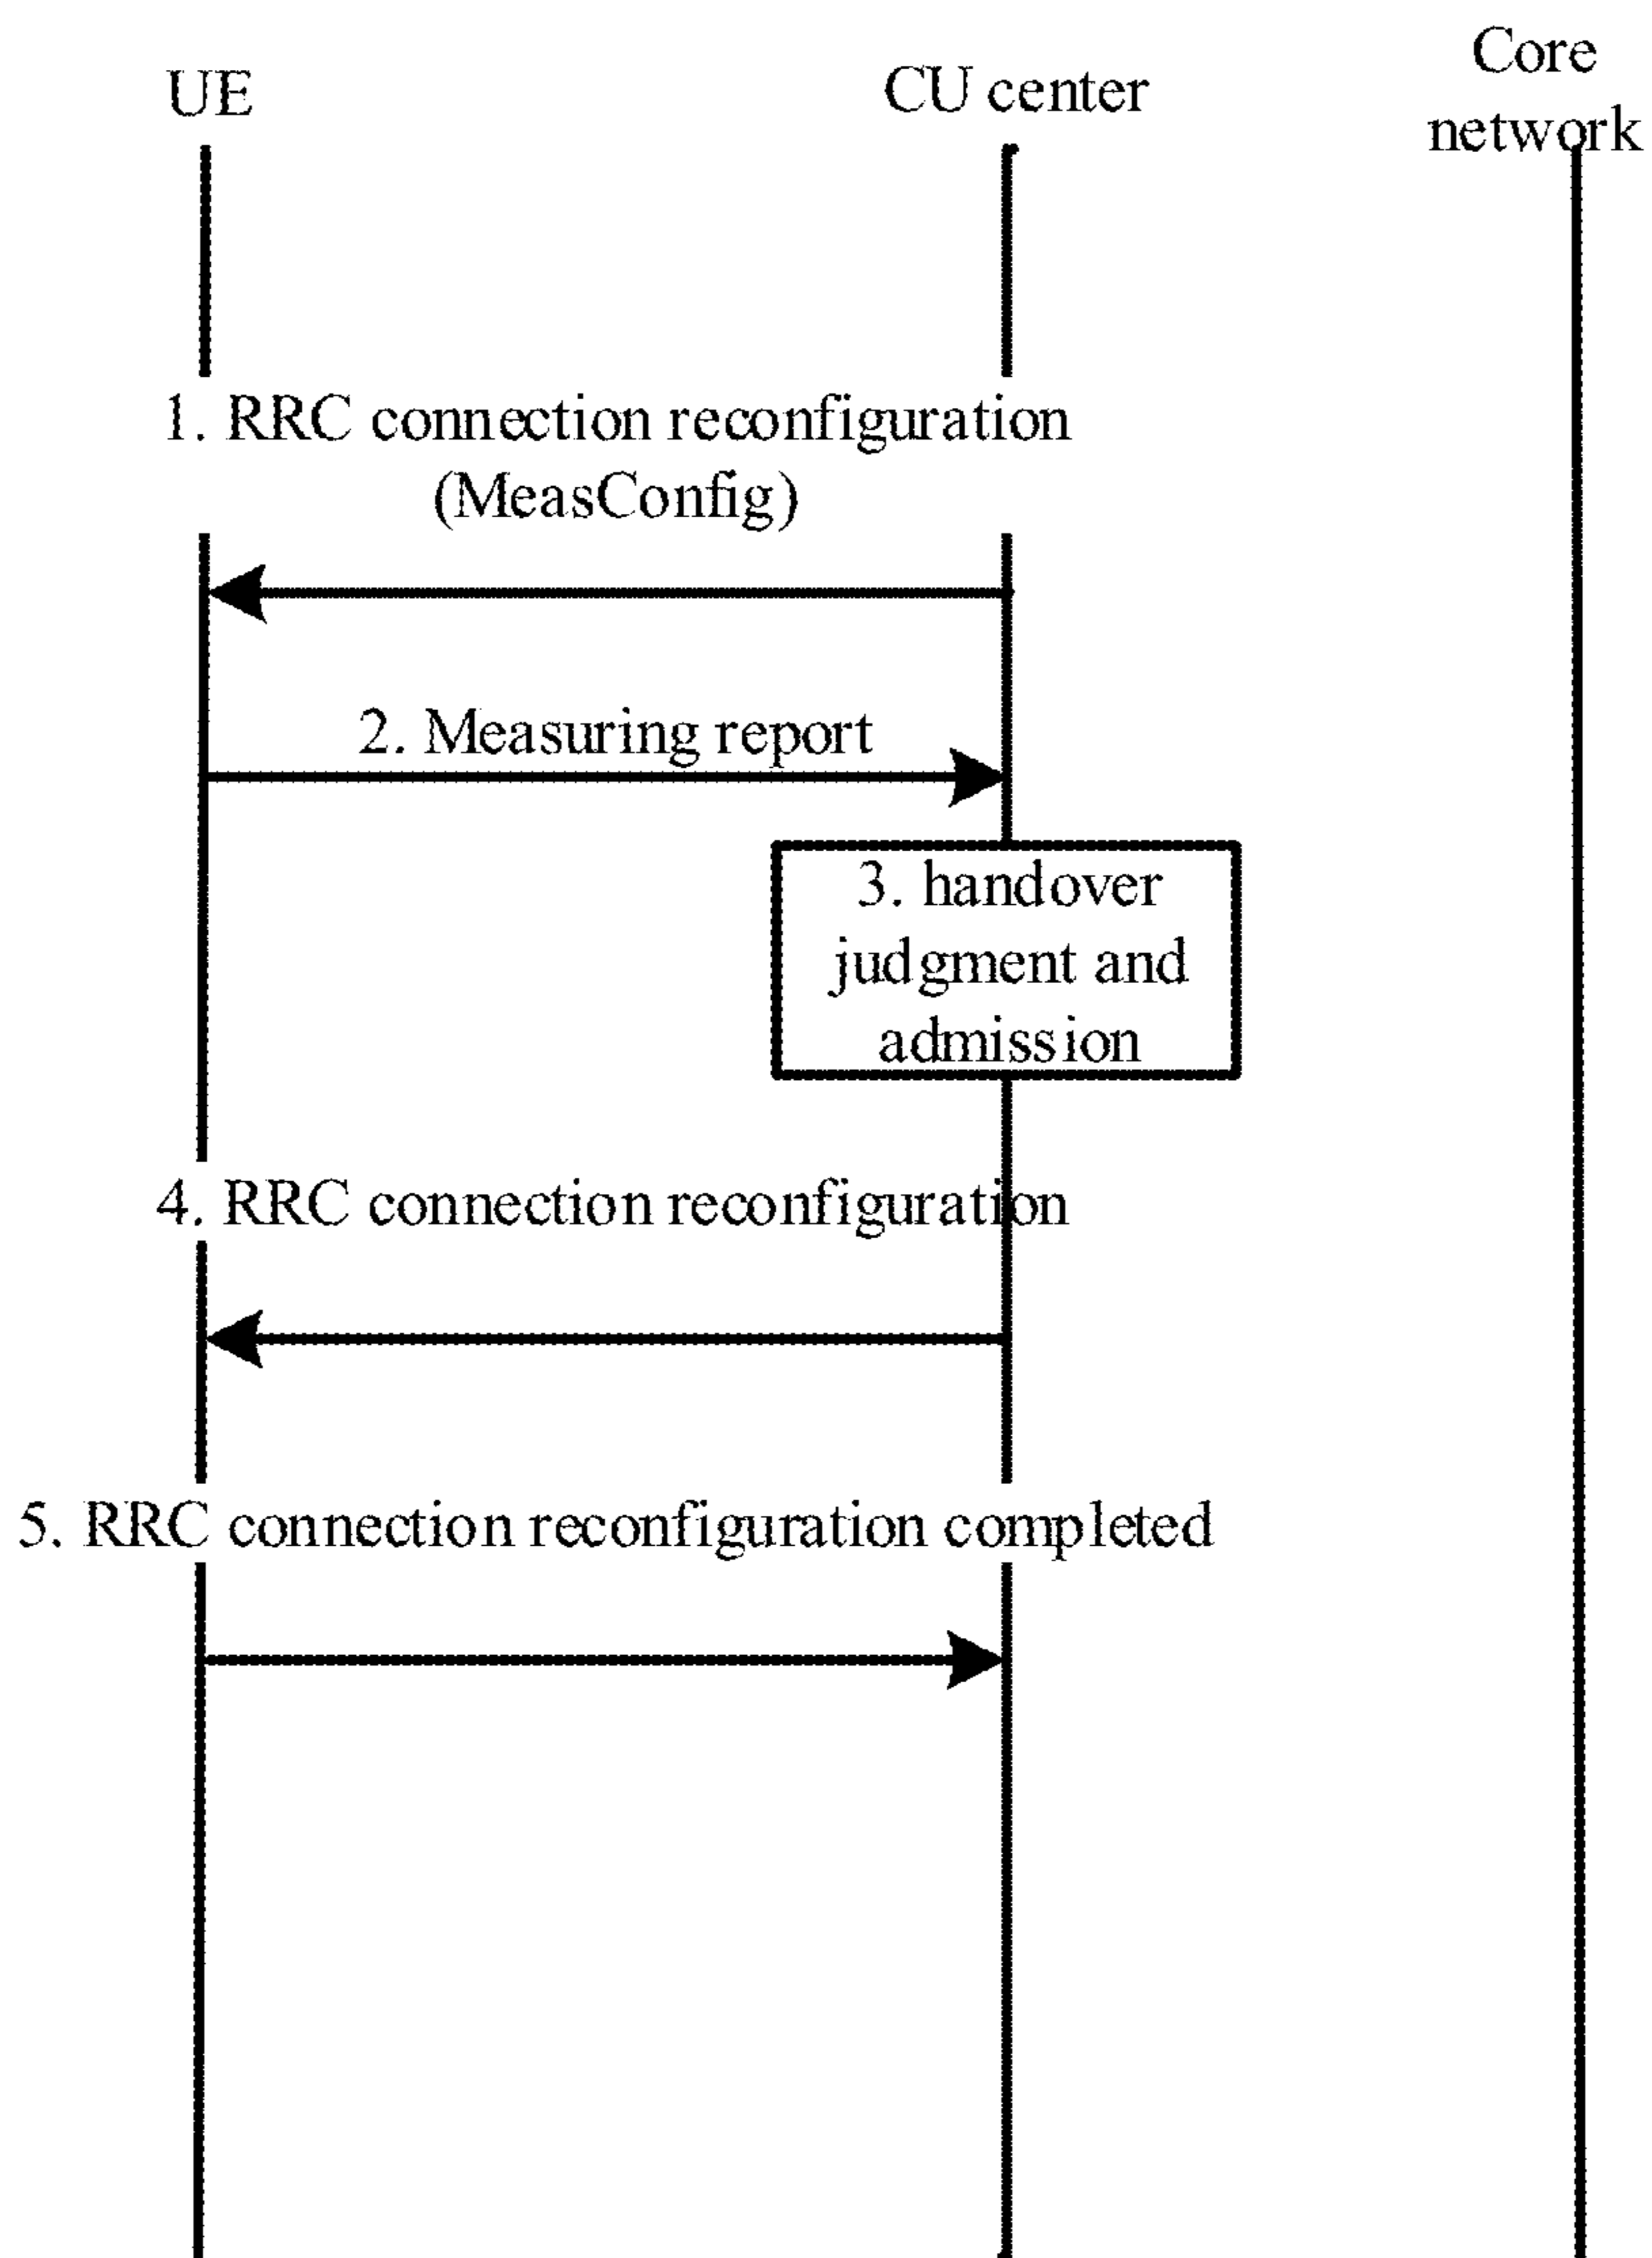 UE
CU center
Core
network
1. RRC connection reconfiguration
(MeasConfig)
2. Measuring report
3. handover
judgment and
admission
4. RRC connection reconfiguration
5. RRC connection reconfiguration completed